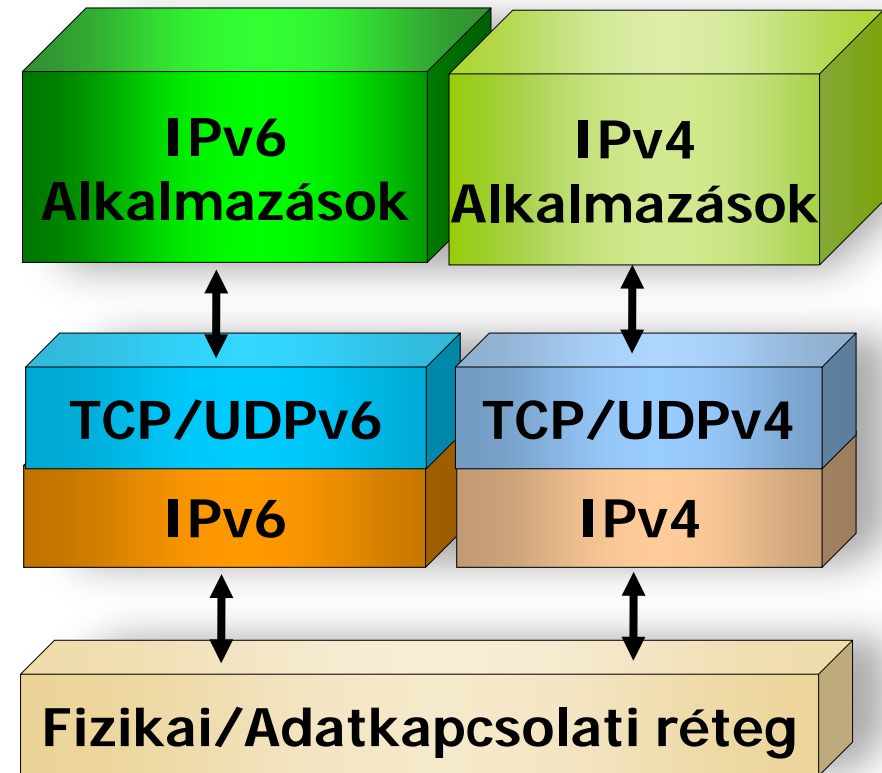 IPv6
Alkalmazások
IPv4
Alkalmazások
TCP/UDPv6
TCP/UDPv4
IPv6
IPv4
Fizikai/Adatkapcsolati réteg